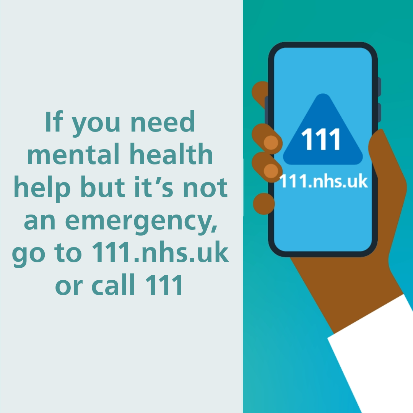 If you need
mental health
help but it's not
an emergency,
go to 111.nhs.uk
or call 111
111
111.nhs.uk